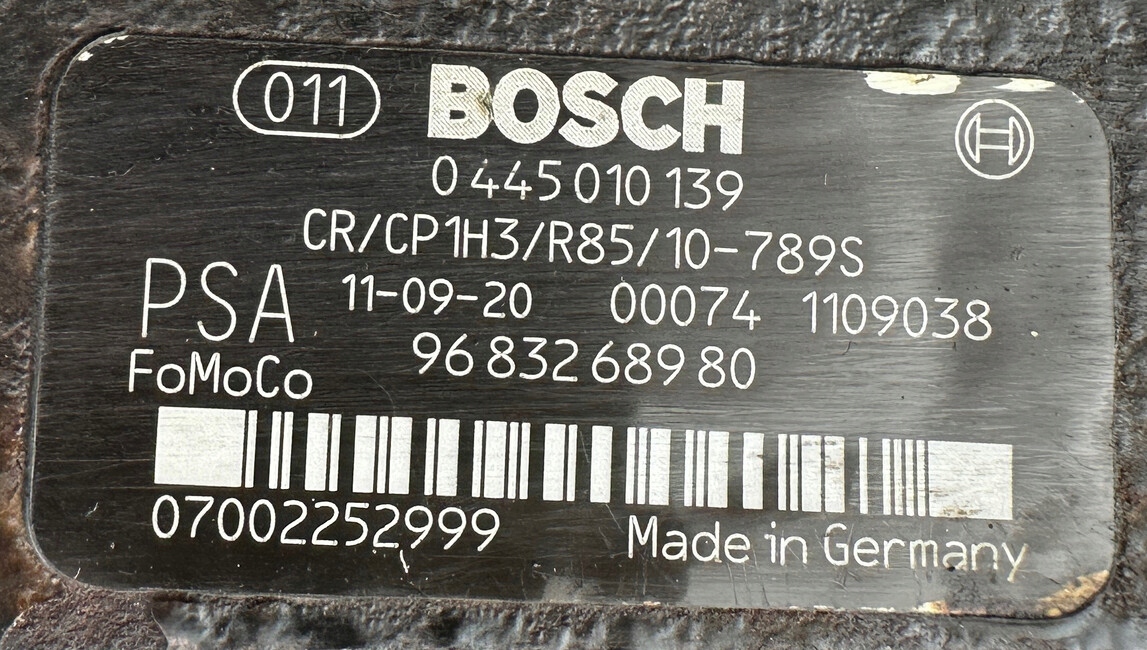 011 BOSCH
0 445 010 139
CR/CP1H3/R85/10-789S
PSA 11-09-20 00074 1109038
FoMoCo 96 832 689 80
07002252999 Made in Germany